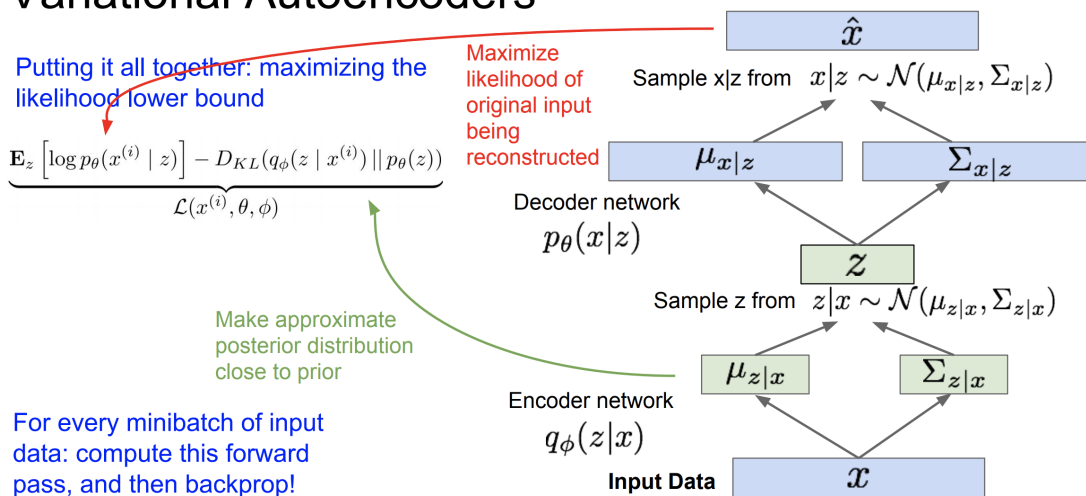 Variational Autoencoders
Putting it all together: maximizing the
likelihood lower bound
Maximize
likelihood of
original input
being
reconstructed
𝐄_z [log p_θ(x^(i) | z)] − D_KL(q_ϕ(z | x^(i)) || p_θ(z))
ℒ(x^(i), θ, ϕ)
Make approximate
posterior distribution
close to prior
For every minibatch of input
data: compute this forward
pass, and then backprop!
x̂
Sample x|z from x|z ∼ 𝒩(μ_x|z, Σ_x|z)
μ_x|z
Σ_x|z
Decoder network
p_θ(x|z)
z
Sample z from z|x ∼ 𝒩(μ_z|x, Σ_z|x)
μ_z|x
Σ_z|x
Encoder network
q_ϕ(z|x)
Input Data
x